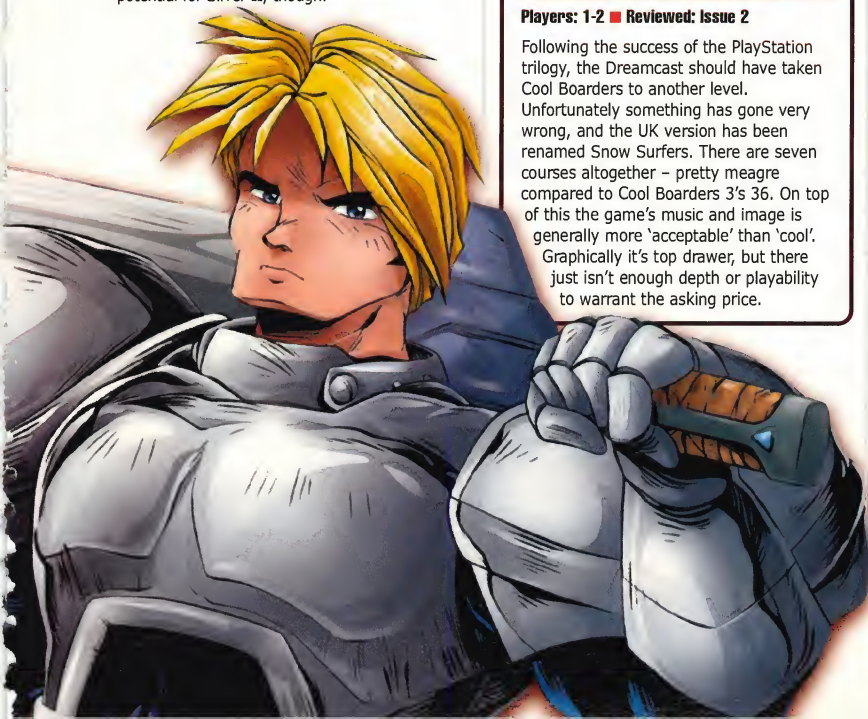 Players: 1-2 ■ Reviewed: Issue 2
Following the success of the PlayStation
trilogy, the Dreamcast should have taken
Cool Boarders to another level.
Unfortunately something has gone very
wrong, and the UK version has been
renamed Snow Surfers. There are seven
courses altogether – pretty meagre
compared to Cool Boarders 3's 36. On top
of this the game's music and image is
generally more ‘acceptable’ than ‘cool’.
Graphically it's top drawer, but there
just isn't enough depth or playability
to warrant the asking price.